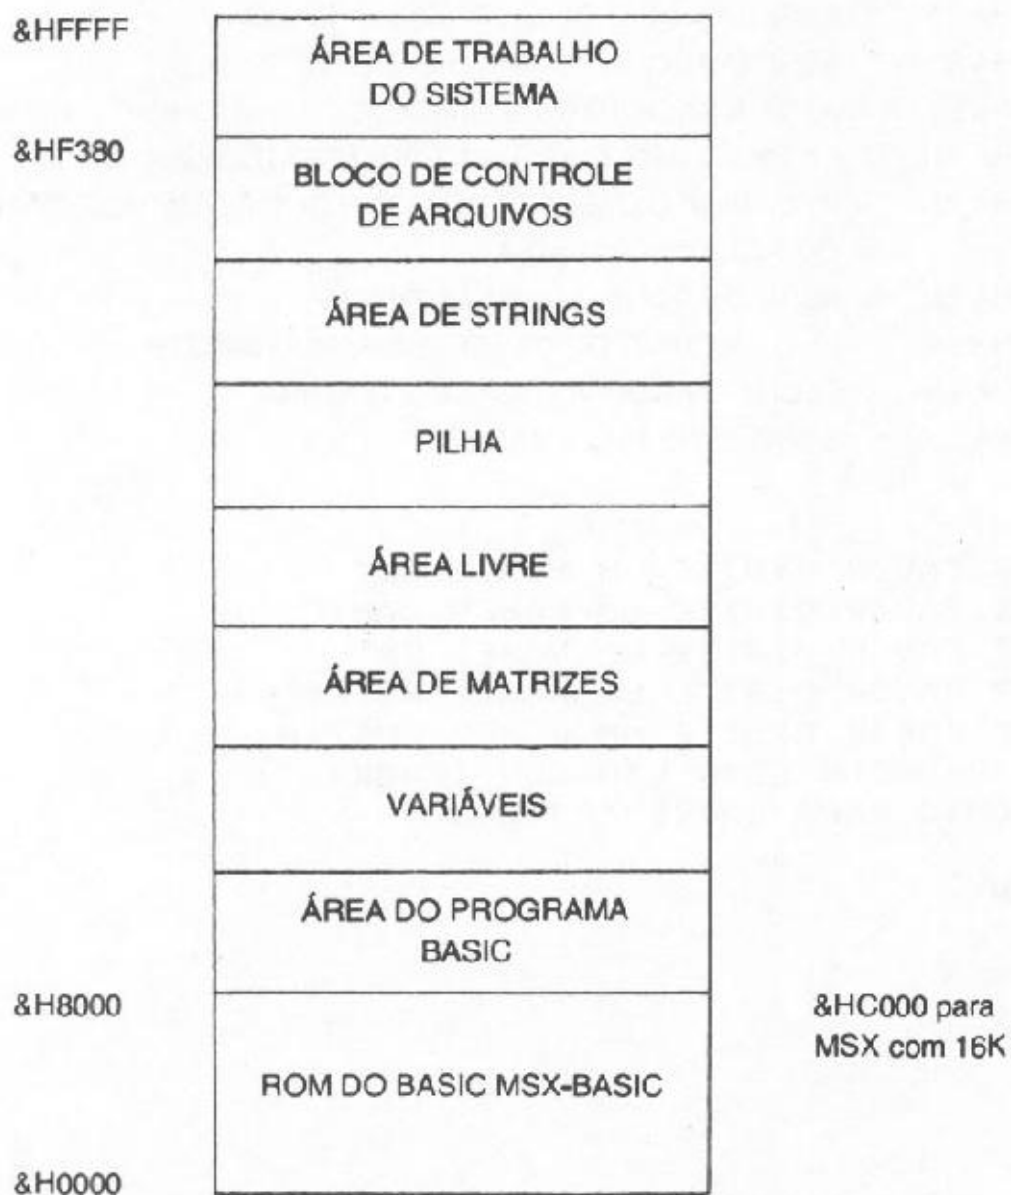 &HFFFF
ÁREA DE TRABALHO
DO SISTEMA
&HF380
BLOCO DE CONTROLE
DE ARQUIVOS
ÁREA DE STRINGS
PILHA
ÁREA LIVRE
ÁREA DE MATRIZES
VARIÁVEIS
ÁREA DO PROGRAMA
BASIC
&H8000
&HC000 para
MSX com 16K
ROM DO BASIC MSX-BASIC
&H0000